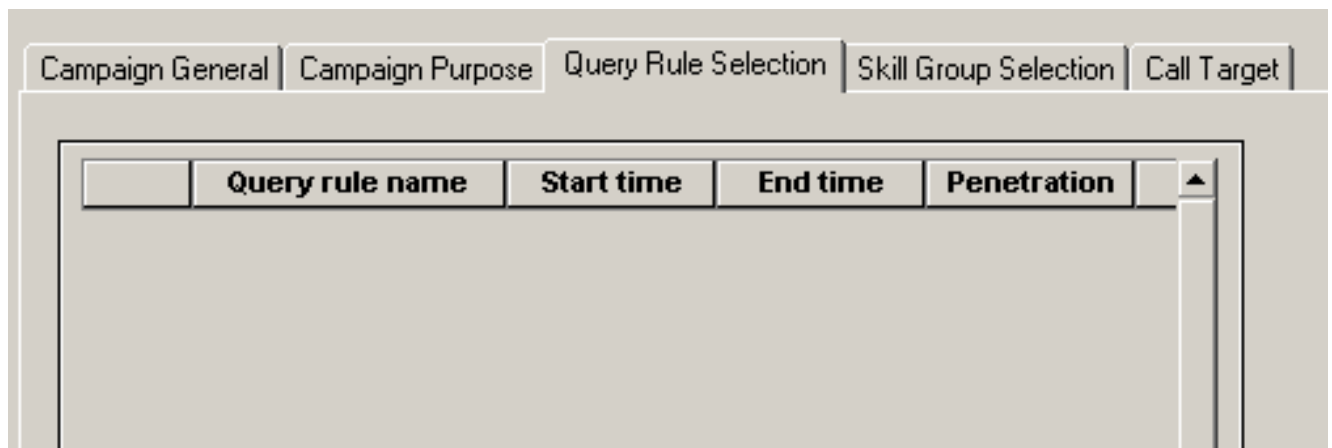 Campaign General Campaign Purpose Query Rule Selection Skill Group Selection Call Target
Query rule name Start time End time Penetration